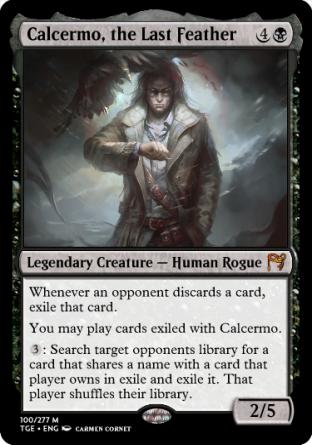 Calcermo, the Last Feather 4
Legendary Creature — Human Rogue
Whenever an opponent discards a card,
exile that card.
You may play cards exiled with Calcermo.
3: Search target opponents library for a
card that shares a name with a card that
player owns in exile and exile it. That
player shuffles their library.
2/5
100/277 M
TGE • ENG CARMEN CORNET